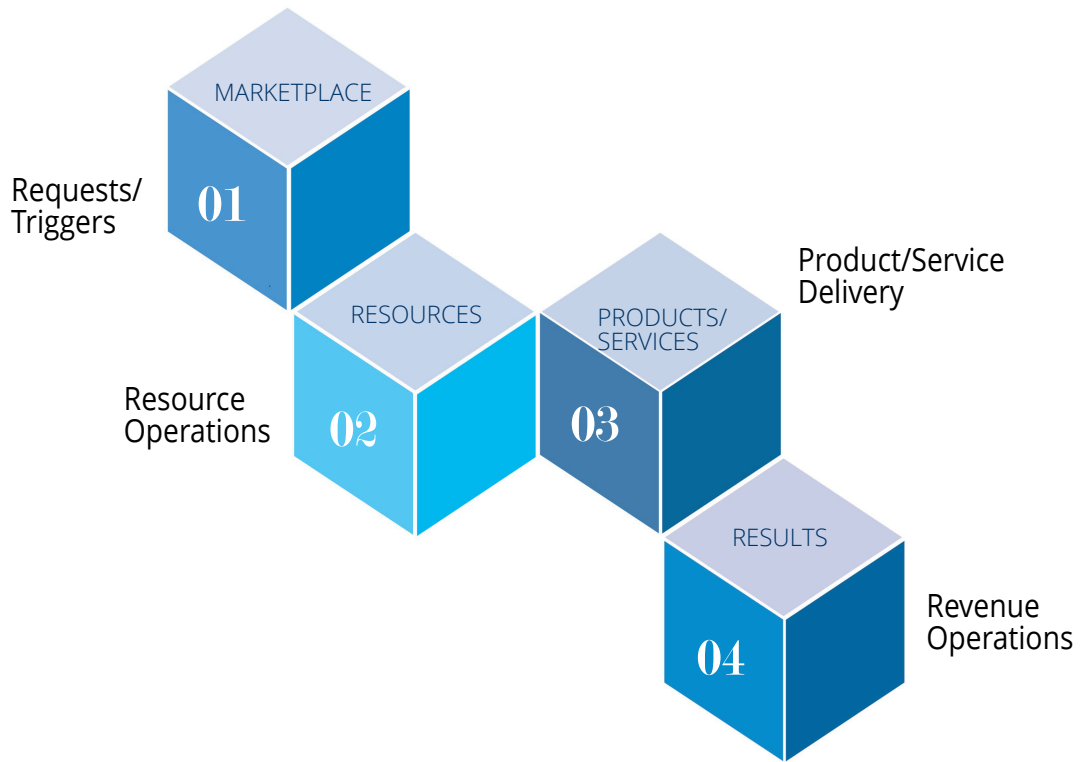 MARKETPLACE
Requests/
Triggers
01
RESOURCES
Resource
Operations
02
PRODUCTS/
SERVICES
Product/Service
Delivery
03
RESULTS
Revenue
Operations
04